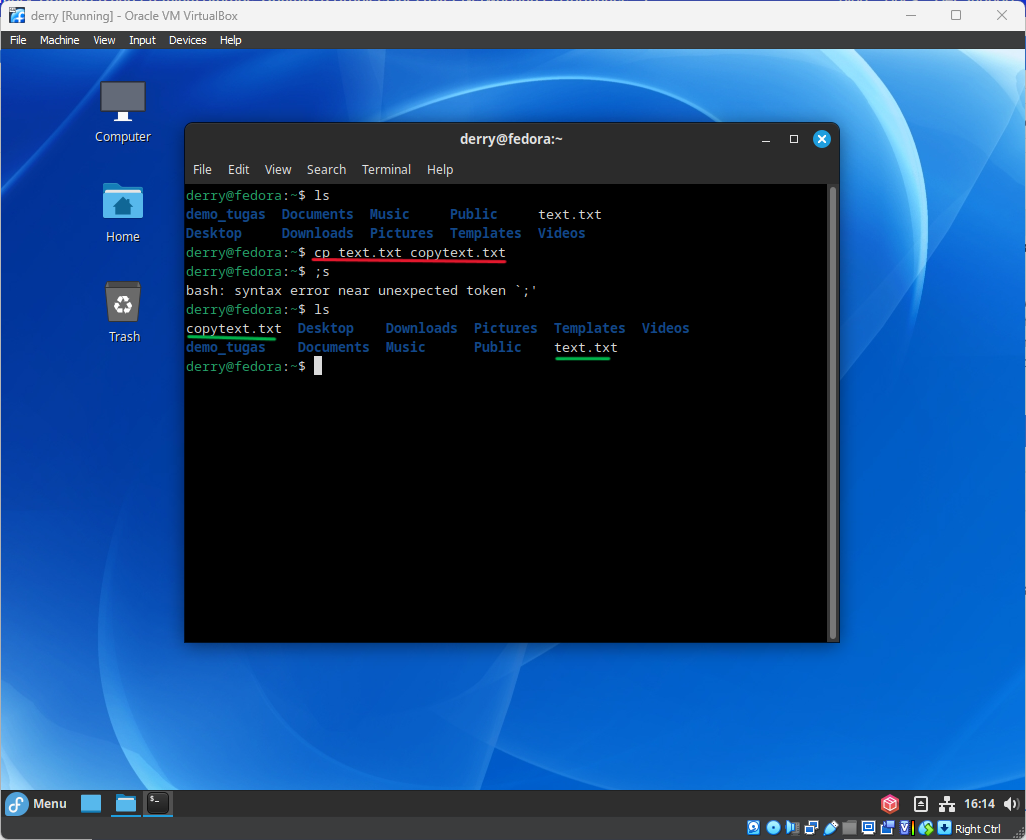 derry [Running] - Oracle VM VirtualBox
File Machine View Input Devices Help
Computer
Home
Trash
derry@fedora:~
File Edit View Search Terminal Help
derry@fedora:~$ ls
demo_tugas Documents Music Public text.txt
Desktop Downloads Pictures Templates Videos
derry@fedora:~$ cp text.txt copytext.txt
derry@fedora:~$ ;s
bash: syntax error near unexpected token `;'
derry@fedora:~$ ls
copytext.txt Desktop Downloads Pictures Templates Videos
demo_tugas Documents Music Public text.txt
derry@fedora:~$
Menu
16:14
Right Ctrl